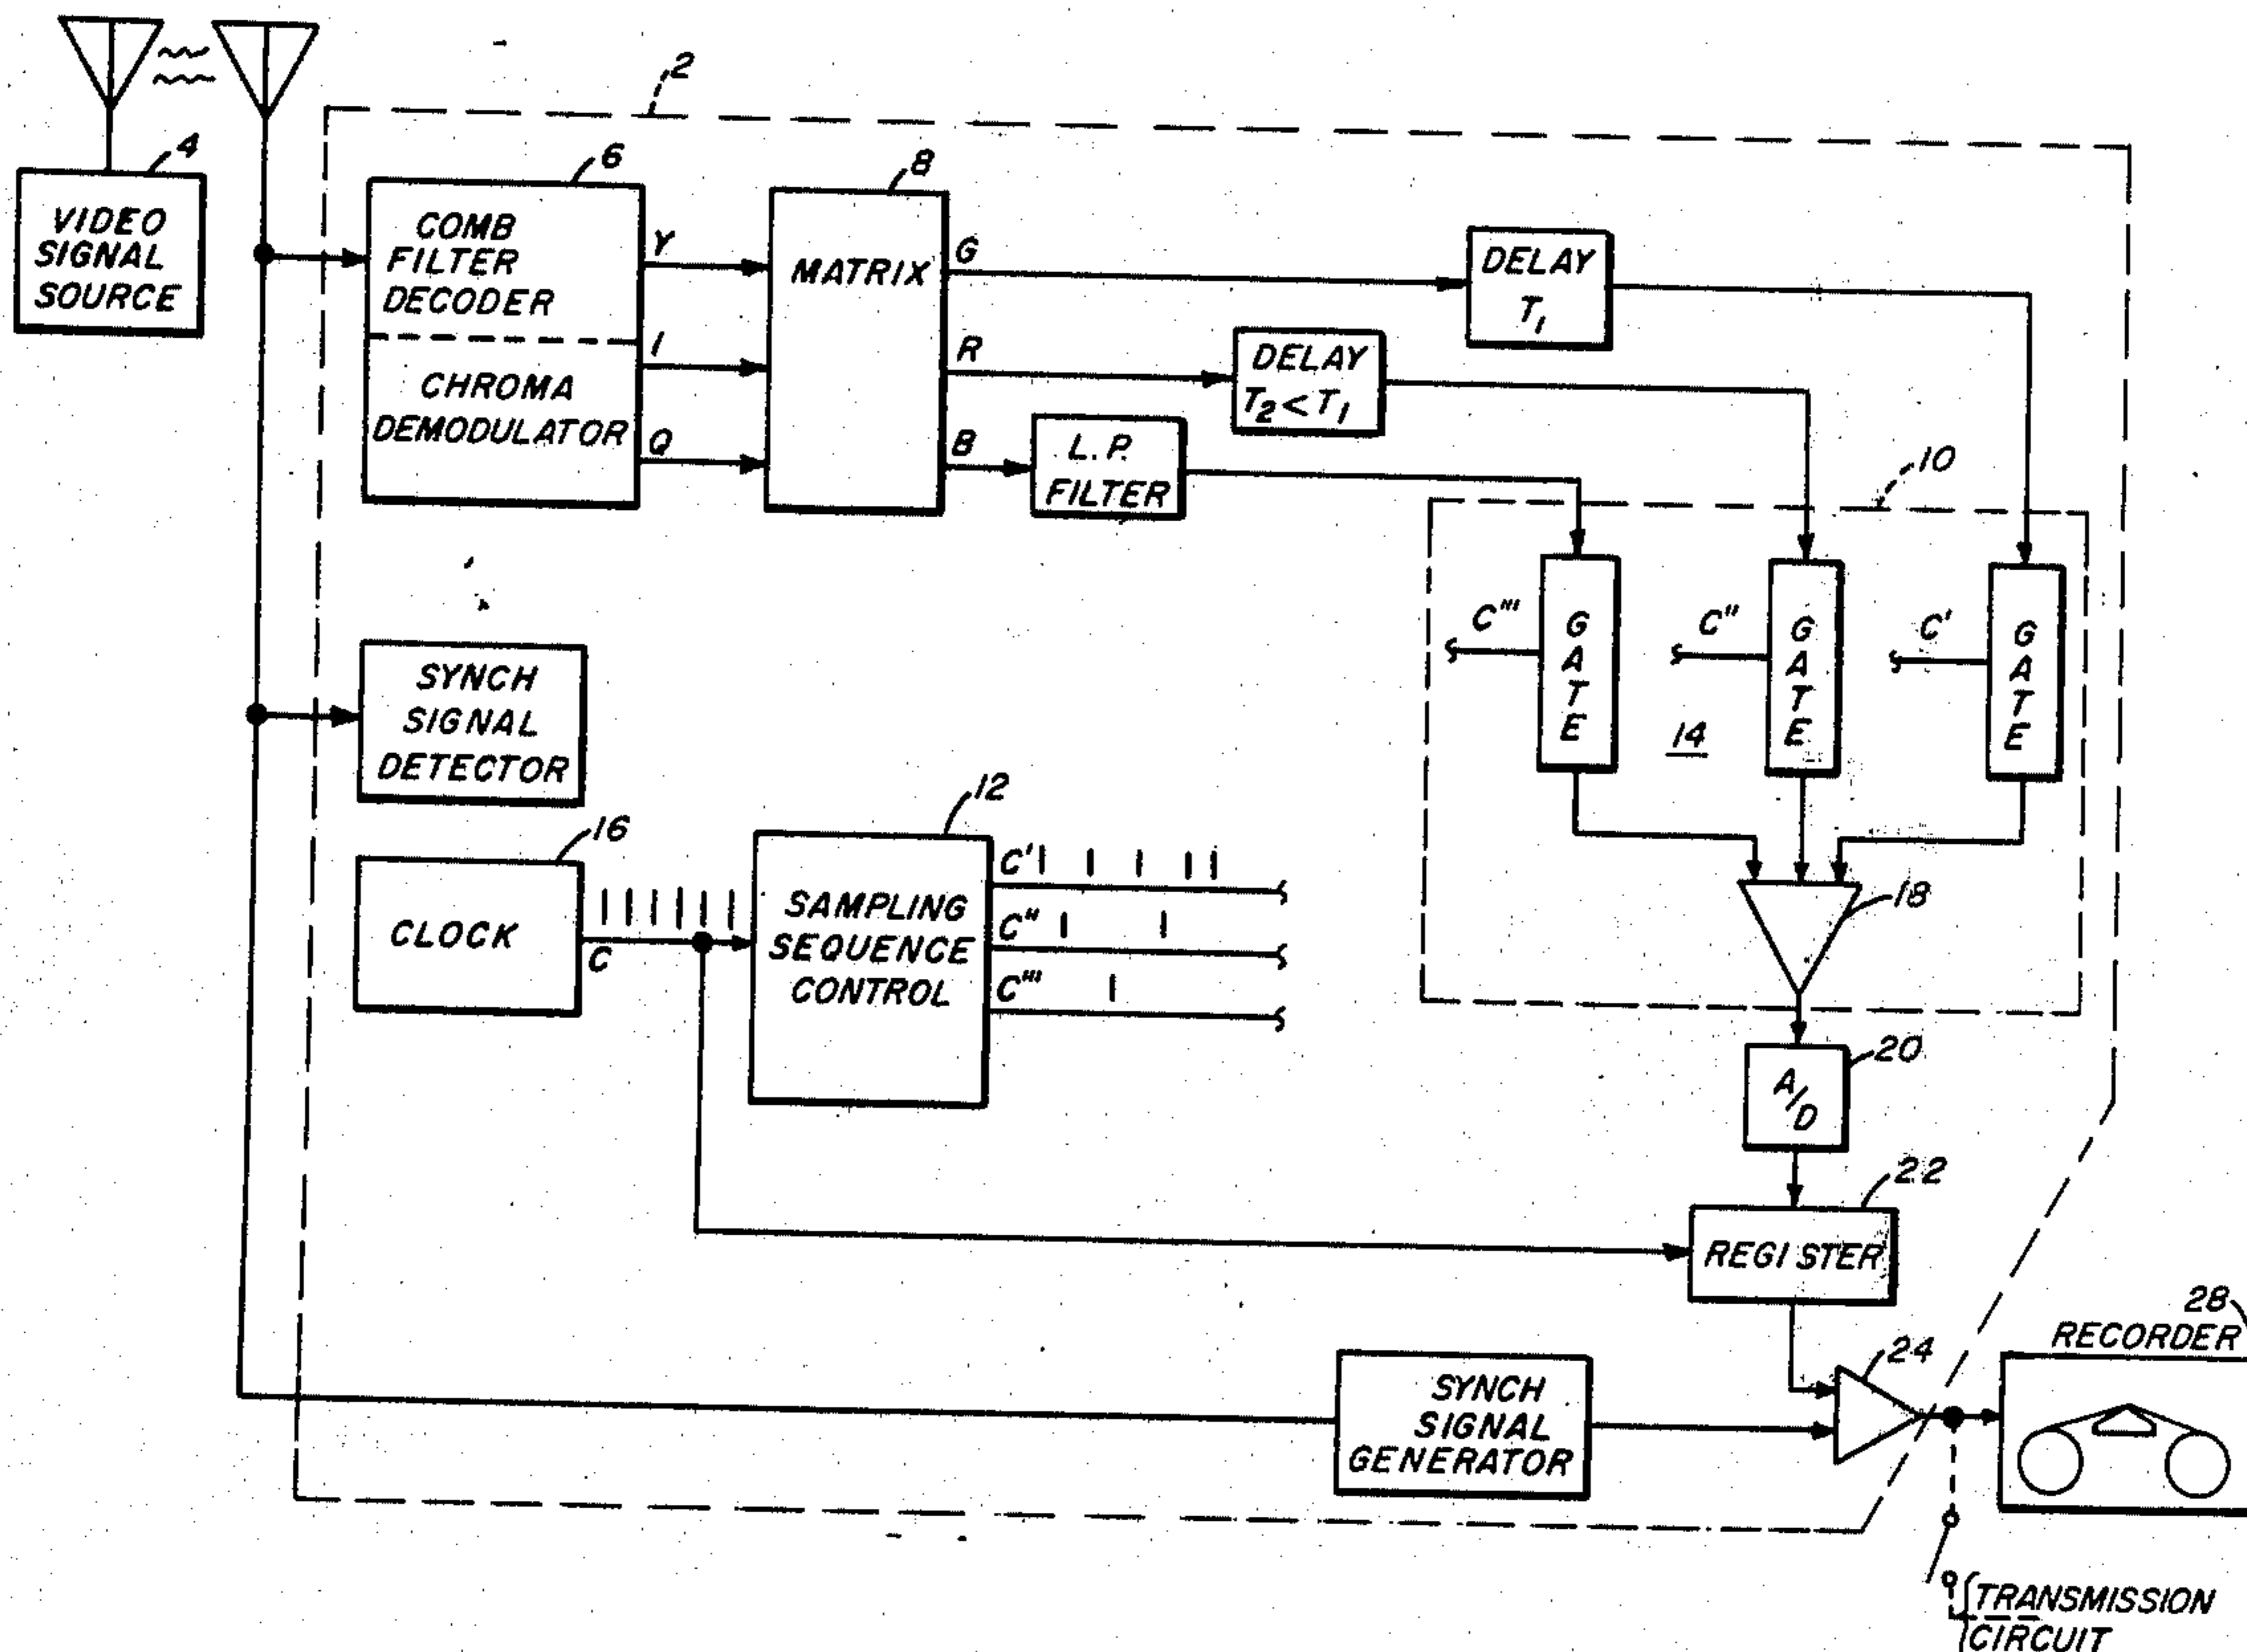 2
4
VIDEO
SIGNAL
SOURCE
6
COMB
FILTER
DECODER
CHROMA
DEMODULATOR
Y
I
Q
8
MATRIX
G
R
B
DELAY
T1
DELAY
T2 < T1
L.P.
FILTER
10
C'''
GATE
C''
GATE
C'
GATE
14
SYNCH
SIGNAL
DETECTOR
16
CLOCK
C
12
SAMPLING
SEQUENCE
CONTROL
C'
C''
C'''
18
20
A/D
22
REGISTER
SYNCH
SIGNAL
GENERATOR
24
28
RECORDER
TRANSMISSION
CIRCUIT